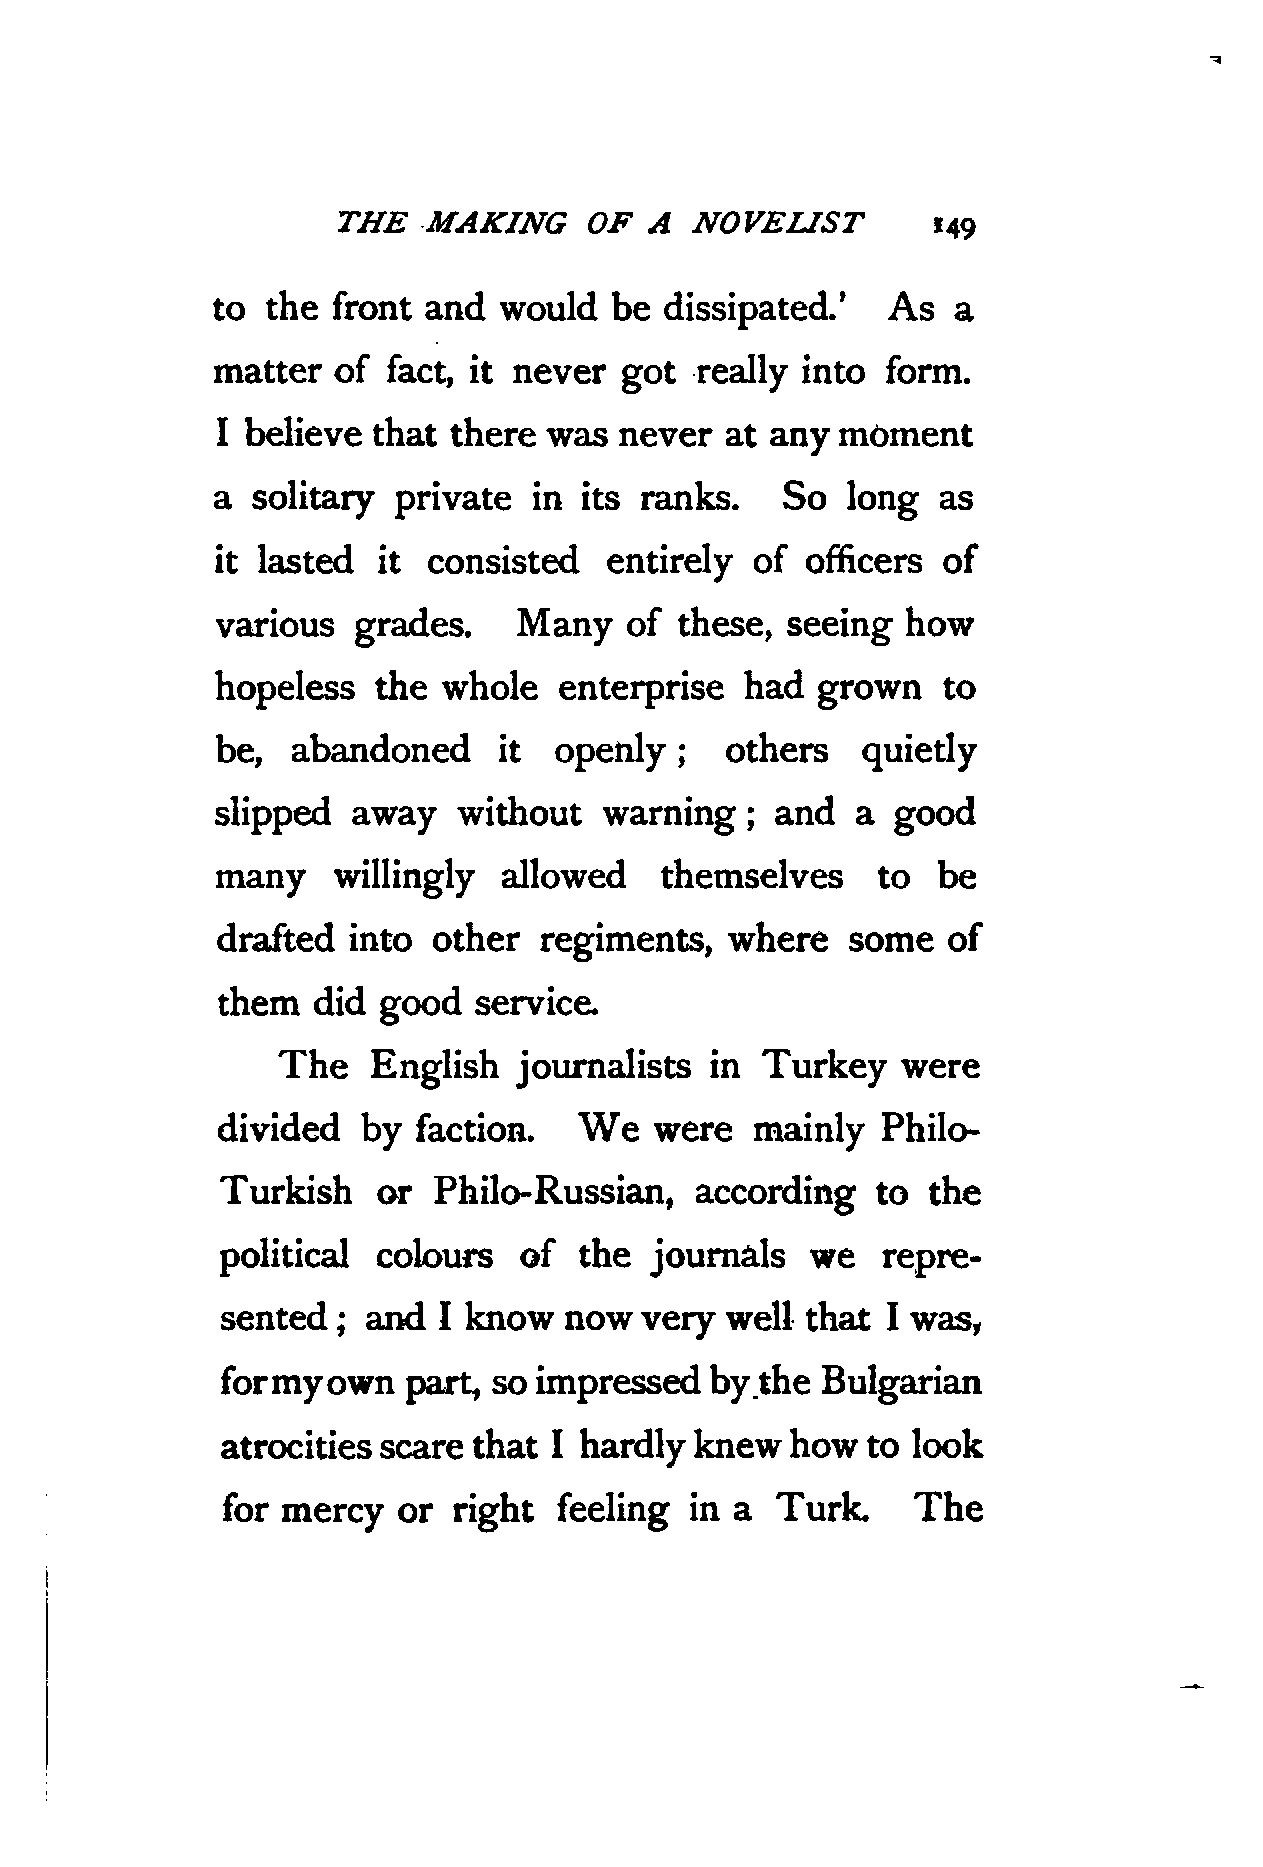 THE MAKING OF A NOVELIST 149
to the front and would be dissipated.' As a
matter of fact, it never got really into form.
I believe that there was never at any moment
a solitary private in its ranks. So long as
it lasted it consisted entirely of officers of
various grades. Many of these, seeing how
hopeless the whole enterprise had grown to
be, abandoned it openly ; others quietly
slipped away without warning ; and a good
many willingly allowed themselves to be
drafted into other regiments, where some of
them did good service.
The English journalists in Turkey were
divided by faction. We were mainly Philo-
Turkish or Philo-Russian, according to the
political colours of the journals we repre-
sented ; and I know now very well that I was,
for my own part, so impressed by the Bulgarian
atrocities scare that I hardly knew how to look
for mercy or right feeling in a Turk. The